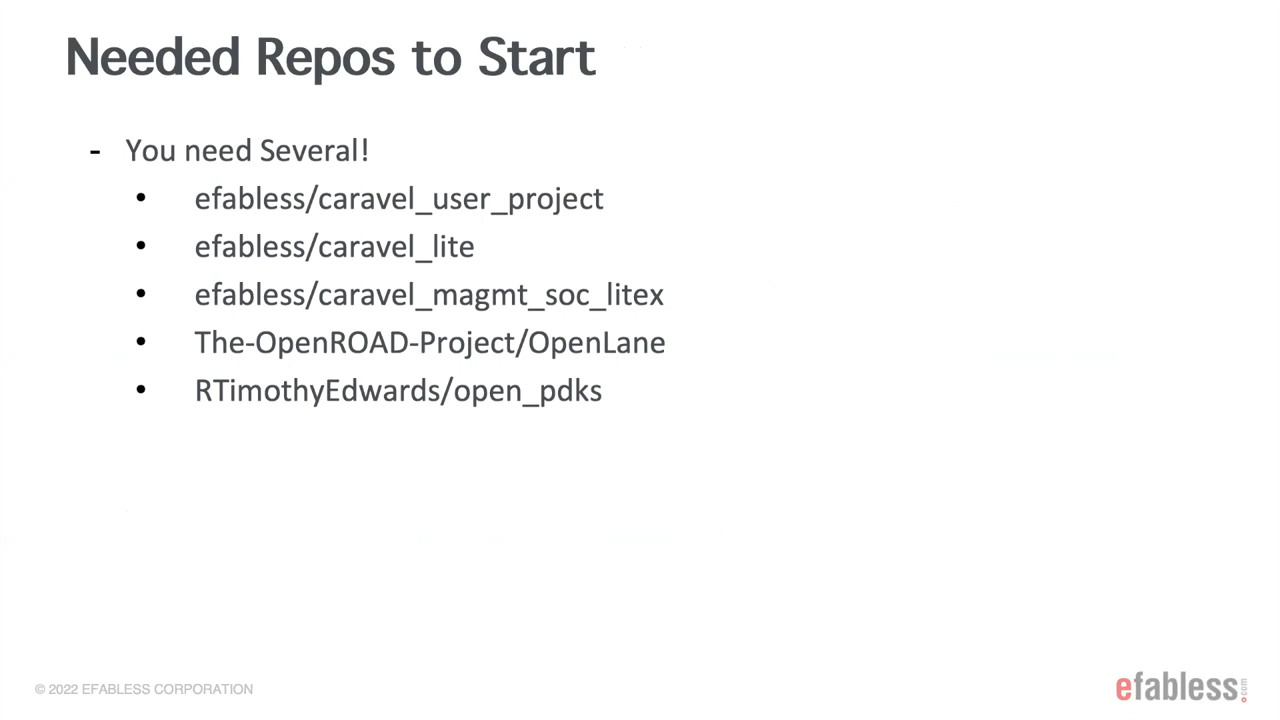 Needed Repos to Start
- You need Several!
• efabless/caravel_user_project
• efabless/caravel_lite
• efabless/caravel_magmt_soc_litex
• The-OpenROAD-Project/OpenLane
• RTimothyEdwards/open_pdks
© 2022 EFABLESS CORPORATION
efabless.com